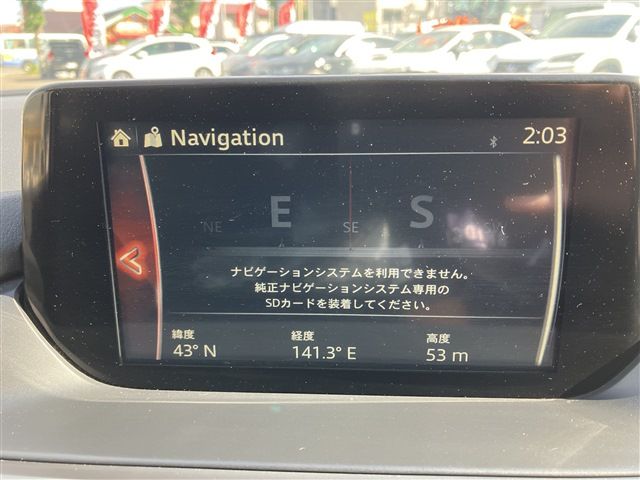 Navigation
2:03
NE E SE S SW
ナビゲーションシステムを利用できません。
純正ナビゲーションシステム専用の
SDカードを装着してください。
緯度 経度 高度
43° N 141.3° E 53 m